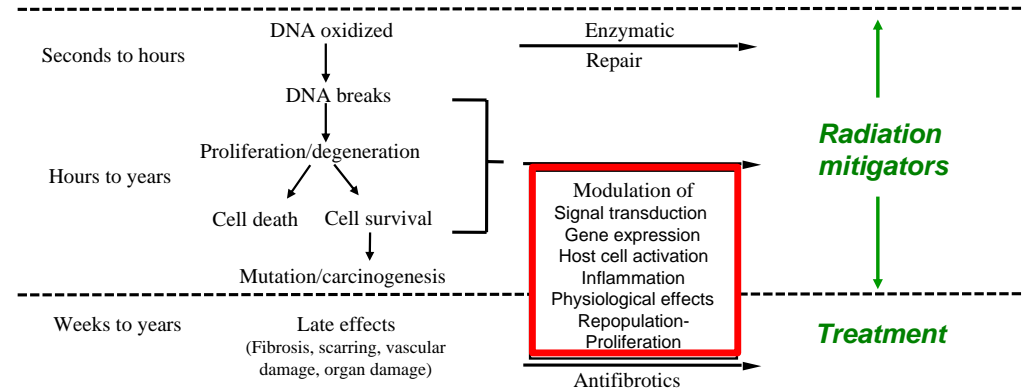 Seconds to hours
DNA oxidized
Enzymatic
Repair
DNA breaks
Hours to years
Proliferation/degeneration
Cell death
Cell survival
Mutation/carcinogenesis
Modulation of
Signal transduction
Gene expression
Host cell activation
Inflammation
Physiological effects
Repopulation-
Proliferation
Radiation
mitigators
Weeks to years
Late effects
(Fibrosis, scarring, vascular
damage, organ damage)
Antifibrotics
Treatment